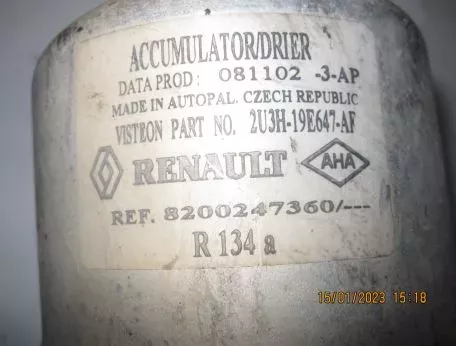 ACCUMULATOR/DRIER
DATA PROD: 081102 -3-AP
MADE IN AUTOPAL. CZECH REPUBLIC
VISTEON PART NO. 2U3H-19E647-AF
RENAULT AHA
REF. 8200247360/---
R 134 a
15/01/2023 15:18